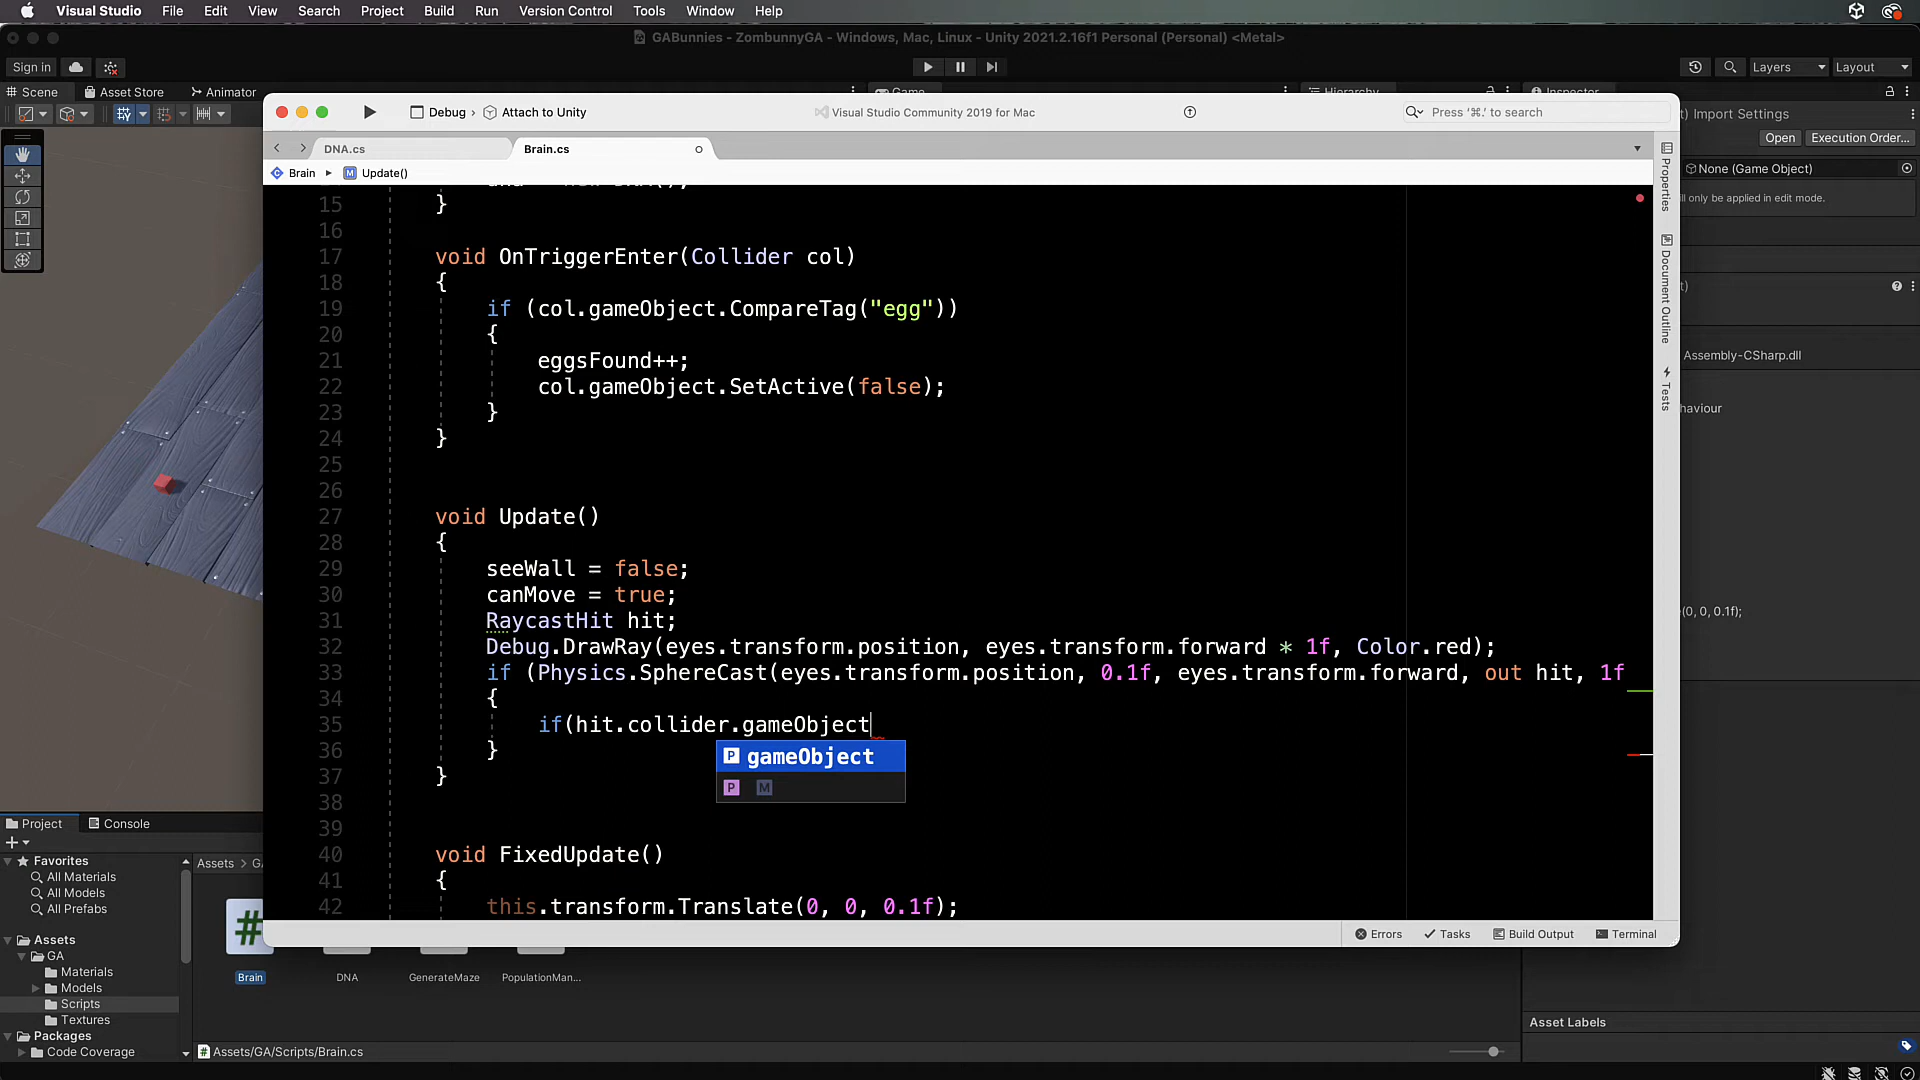 Visual Studio File Edit View Search Project Build Run Version Control Tools Window Help
GABunnies - ZombunnyGA - Windows, Mac, Linux - Unity 2021.2.16f1 Personal (Personal) <Metal>
Sign in
Layers
Layout
Scene
Asset Store
Animator
Debug › Attach to Unity
Visual Studio Community 2019 for Mac
Press '⌘.' to search
Import Settings
Open
Execution Order...
DNA.cs
Brain.cs
Brain
Update()
None (Game Object)
ll only be applied in edit mode.
15 }
16
17 void OnTriggerEnter(Collider col)
18 {
19 if (col.gameObject.CompareTag("egg"))
20 {
21 eggsFound++;
22 col.gameObject.SetActive(false);
23 }
24 }
25
26
27 void Update()
28 {
29 seeWall = false;
30 canMove = true;
31 RaycastHit hit;
32 Debug.DrawRay(eyes.transform.position, eyes.transform.forward * 1f, Color.red);
33 if (Physics.SphereCast(eyes.transform.position, 0.1f, eyes.transform.forward, out hit, 1f
34 {
35 if(hit.collider.gameObject
gameObject
P M
36 }
37 }
38
39
40 void FixedUpdate()
41 {
42 this.transform.Translate(0, 0, 0.1f);
Properties
Document Outline
Tests
Assembly-CSharp.dll
haviour
(0, 0, 0.1f);
Errors
Tasks
Build Output
Terminal
Project
Console
Favorites
All Materials
All Models
All Prefabs
Assets
GA
Materials
Models
Scripts
Textures
Packages
Code Coverage
Assets > G
Brain
DNA
GenerateMaze
PopulationMan...
Assets/GA/Scripts/Brain.cs
Asset Labels